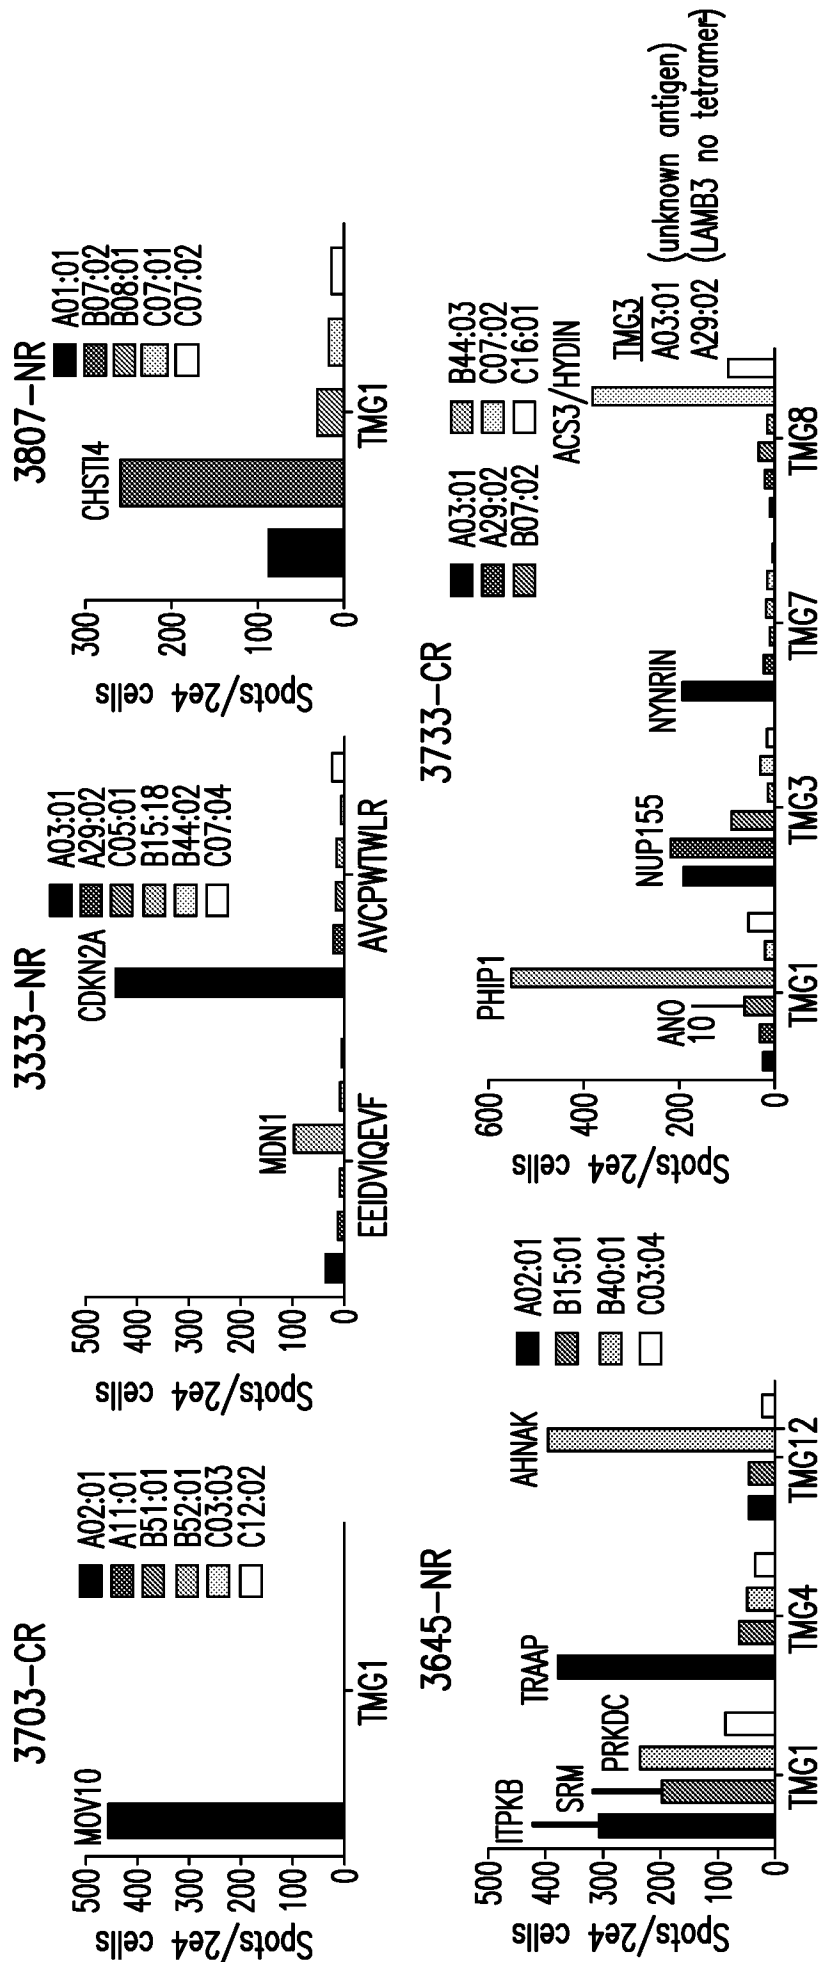 3703-CR
MOV10
A02:01
A11:01
B51:01
B52:01
C03:03
C12:02
500
400
300
200
100
0
Spots/2e4 cells
TMG1
3333-NR
CDKN2A
A03:01
A29:02
C05:01
B15:18
B44:02
C07:04
MDN1
500
400
300
200
100
0
Spots/2e4 cells
EEIDVIQEVF
AVCPWTWLR
3807-NR
CHSTI4
A01:01
B07:02
B08:01
C07:01
C07:02
300
200
100
0
Spots/2e4 cells
TMG1
3645-NR
ITPKB
SRM
PRKDC
TRAAP
AHNAK
A02:01
B15:01
B40:01
C03:04
500
400
300
200
100
0
Spots/2e4 cells
TMG1
TMG4
TMG12
3733-CR
A03:01
A29:02
B07:02
B44:03
C07:02
C16:01
PHIP1
ANO
10
NUP155
NYNRIN
ACS3/HYDIN
600
400
200
0
Spots/2e4 cells
TMG1
TMG3
TMG7
TMG8
TMG3
A03:01 (unknown antigen)
A29:02 (LAMB3 no tetramer)